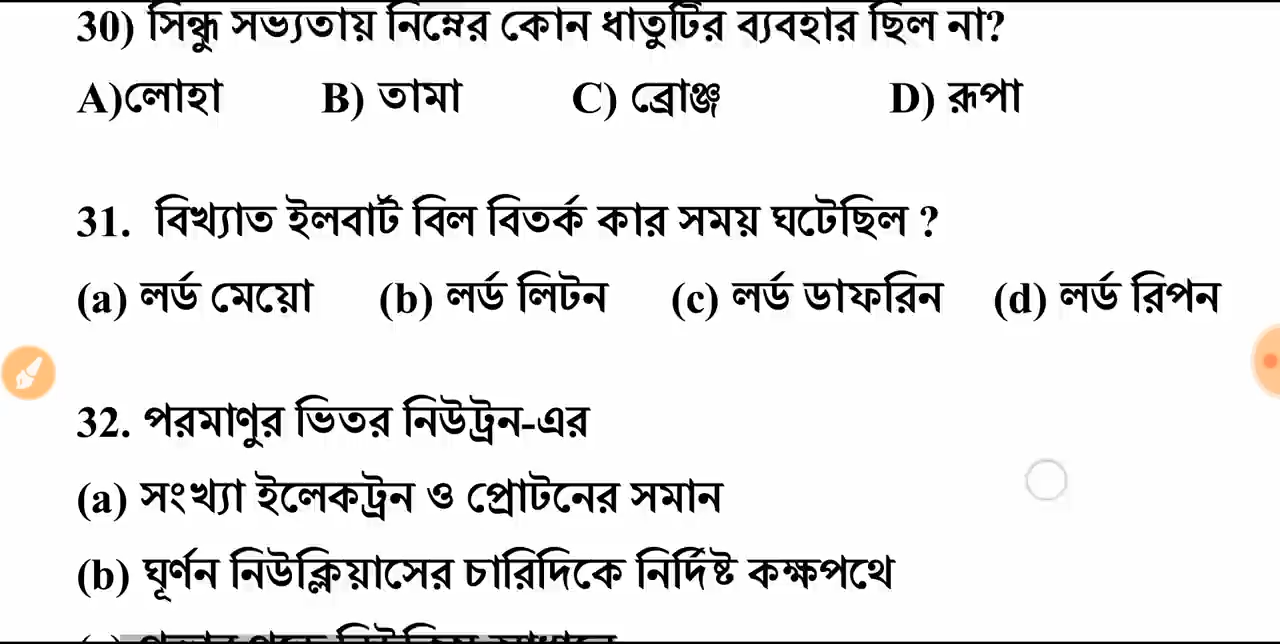 30) সিন্ধু সভ্যতায় নিম্নের কোন ধাতুটির ব্যবহার ছিল না?
A)লোহা B) তামা C) ব্রোঞ্জ D) রূপা
31. বিখ্যাত ইলবার্ট বিল বিতর্ক কার সময় ঘটেছিল ?
(a) লর্ড মেয়ো (b) লর্ড লিটন (c) লর্ড ডাফরিন (d) লর্ড রিপন
32. পরমাণুর ভিতর নিউট্রন-এর
(a) সংখ্যা ইলেকট্রন ও প্রোটনের সমান
(b) ঘূর্ণন নিউক্লিয়াসের চারিদিকে নির্দিষ্ট কক্ষপথে